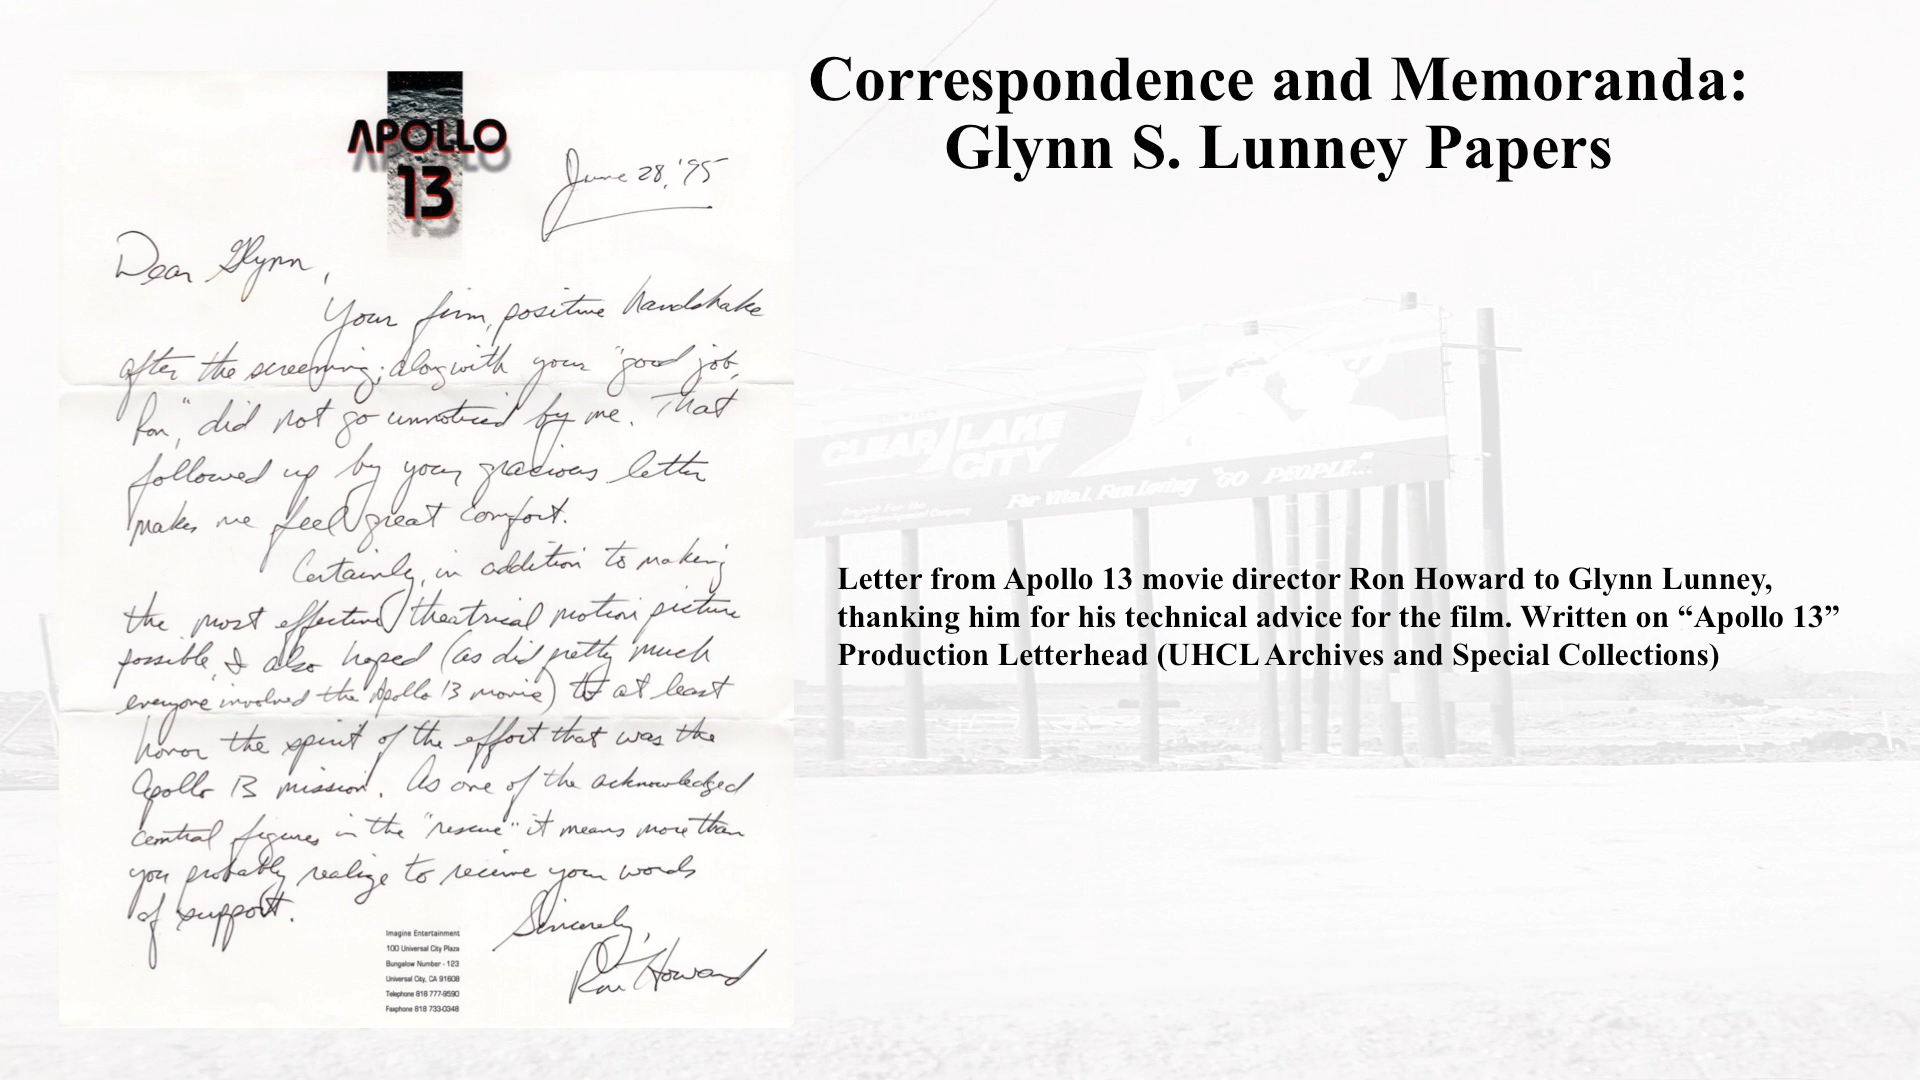 Correspondence and Memoranda:
Glynn S. Lunney Papers
APOLLO
13
June 28, '95
Dear Glynn,
Your firm, positive handshake
after the screening; along with your "good job,
Ron", did not go unnoticed by me. That
followed up by your gracious letter
makes me feel great comfort.
Certainly, in addition to making
the most effective theatrical motion picture
possible, I also hoped (as did pretty much
everyone involved the Apollo 13 movie) to at least
honor the spirit of the effort that was the
Apollo 13 mission. As one of the acknowledged
central figures in the "rescue" it means more than
you probably realize to receive your words
of support.
Sincerely,
Ron Howard
Imagine Entertainment
100 Universal City Plaza
Bungalow Number - 123
Universal City, CA 91608
Telephone 818 777-9590
Faxphone 818 733-0348
Letter from Apollo 13 movie director Ron Howard to Glynn Lunney,
thanking him for his technical advice for the film. Written on “Apollo 13”
Production Letterhead (UHCL Archives and Special Collections)
CLEAR LAKE
CITY
For Vital, Fun Loving "GO PEOPLE..."